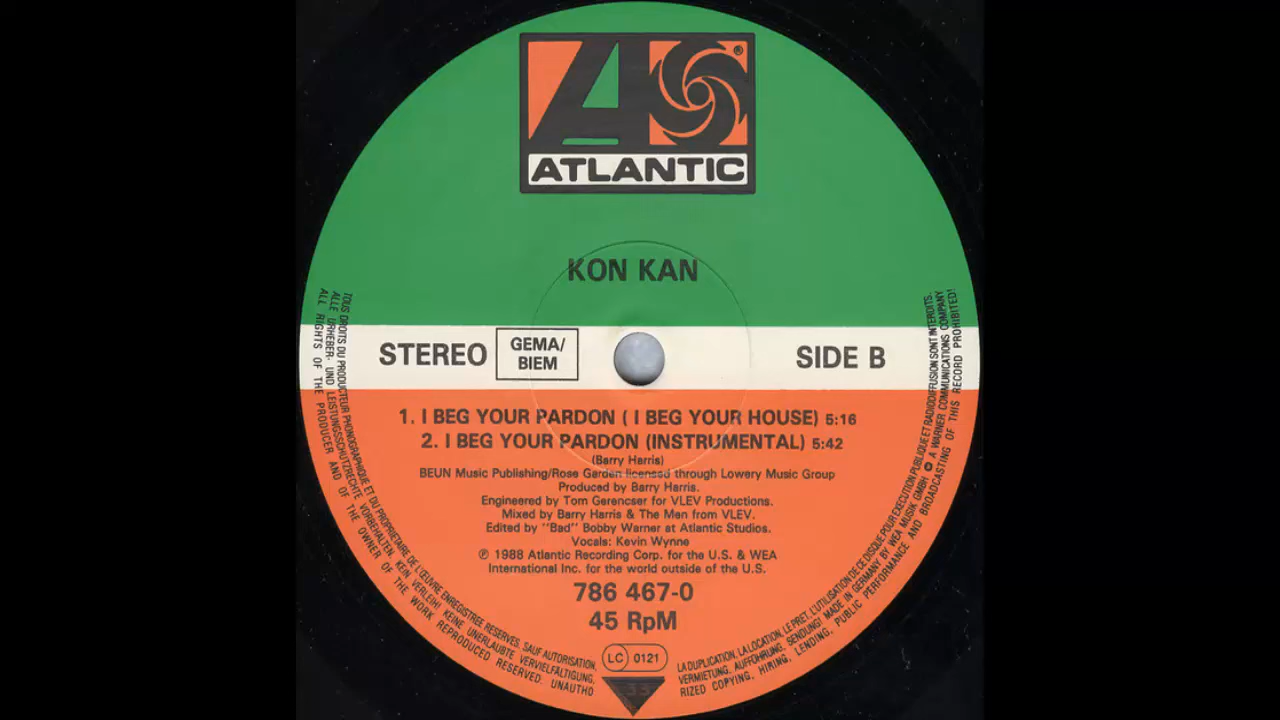 ATLANTIC
®
KON KAN
STEREO
GEMA/
BIEM
SIDE B
1. I BEG YOUR PARDON ( I BEG YOUR HOUSE) 5:16
2. I BEG YOUR PARDON (INSTRUMENTAL) 5:42
(Barry Harris)
BEUN Music Publishing/Rose Garden licensed through Lowery Music Group
Produced by Barry Harris.
Engineered by Tom Gerencser for VLEV Productions.
Mixed by Barry Harris & The Men from VLEV.
Edited by "Bad" Bobby Warner at Atlantic Studios.
Vocals: Kevin Wynne
℗ 1988 Atlantic Recording Corp. for the U.S. & WEA
International Inc. for the world outside of the U.S.
786 467-0
45 RpM
LC 0121
33
TOUS DROITS DU PRODUCTEUR PHONOGRAPHIQUE ET DU PROPRIETAIRE DE L'ŒUVRE ENREGISTREE RESERVES. SAUF AUTORISATION,
ALLE URHEBER- UND LEISTUNGSSCHUTZRECHTE VORBEHALTEN. KEIN VERLEIH! KEINE UNERLAUBTE VERVIELFÄLTIGUNG,
ALL RIGHTS OF THE PRODUCER AND OF THE OWNER OF THE WORK REPRODUCED RESERVED. UNAUTHO
LA DUPLICATION, LA LOCATION, LE PRET, L'UTILISATION DE CE DISQUE POUR EXECUTION PUBLIQUE ET RADIODIFFUSION SONT INTERDITS.
VERMIETUNG, AUFFÜHRUNG, SENDUNG! MADE IN GERMANY BY WEA MUSIK GMBH A WARNER COMMUNICATIONS COMPANY
RIZED COPYING, HIRING, LENDING, PUBLIC PERFORMANCE AND BROADCASTING OF THIS RECORD PROHIBITED!